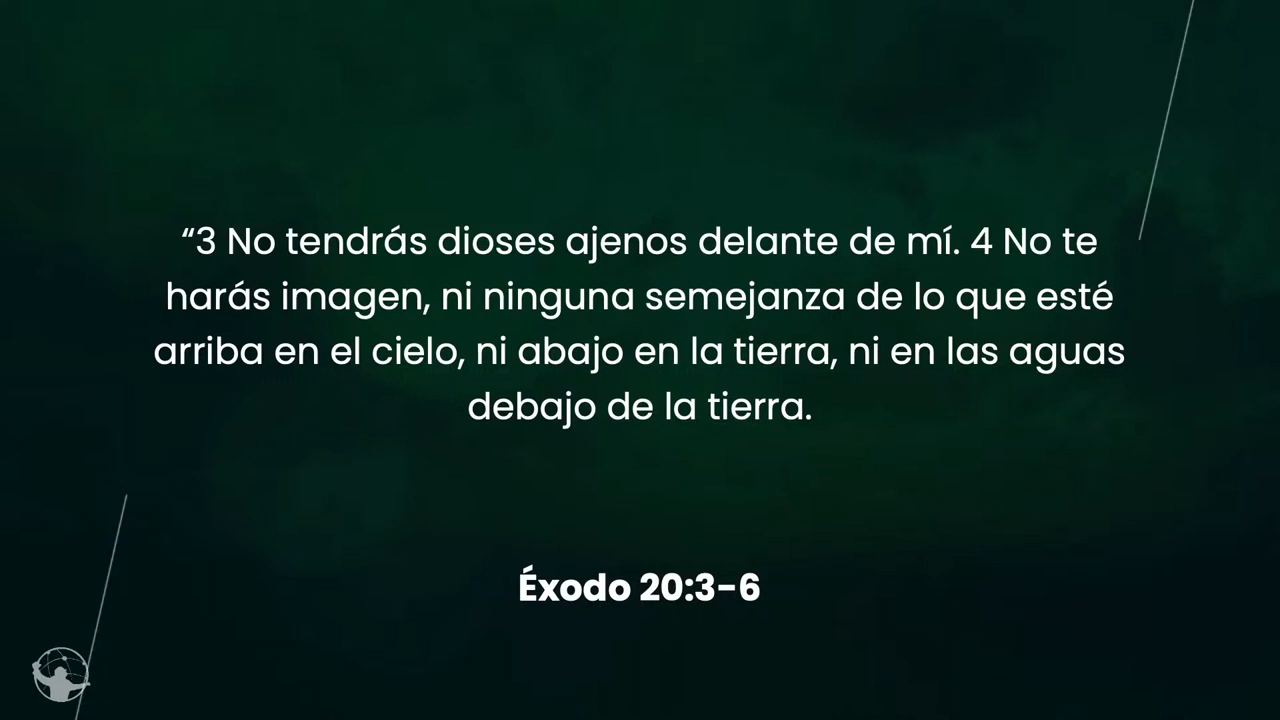 “3 No tendrás dioses ajenos delante de mí. 4 No te
harás imagen, ni ninguna semejanza de lo que esté
arriba en el cielo, ni abajo en la tierra, ni en las aguas
debajo de la tierra.
Éxodo 20:3-6